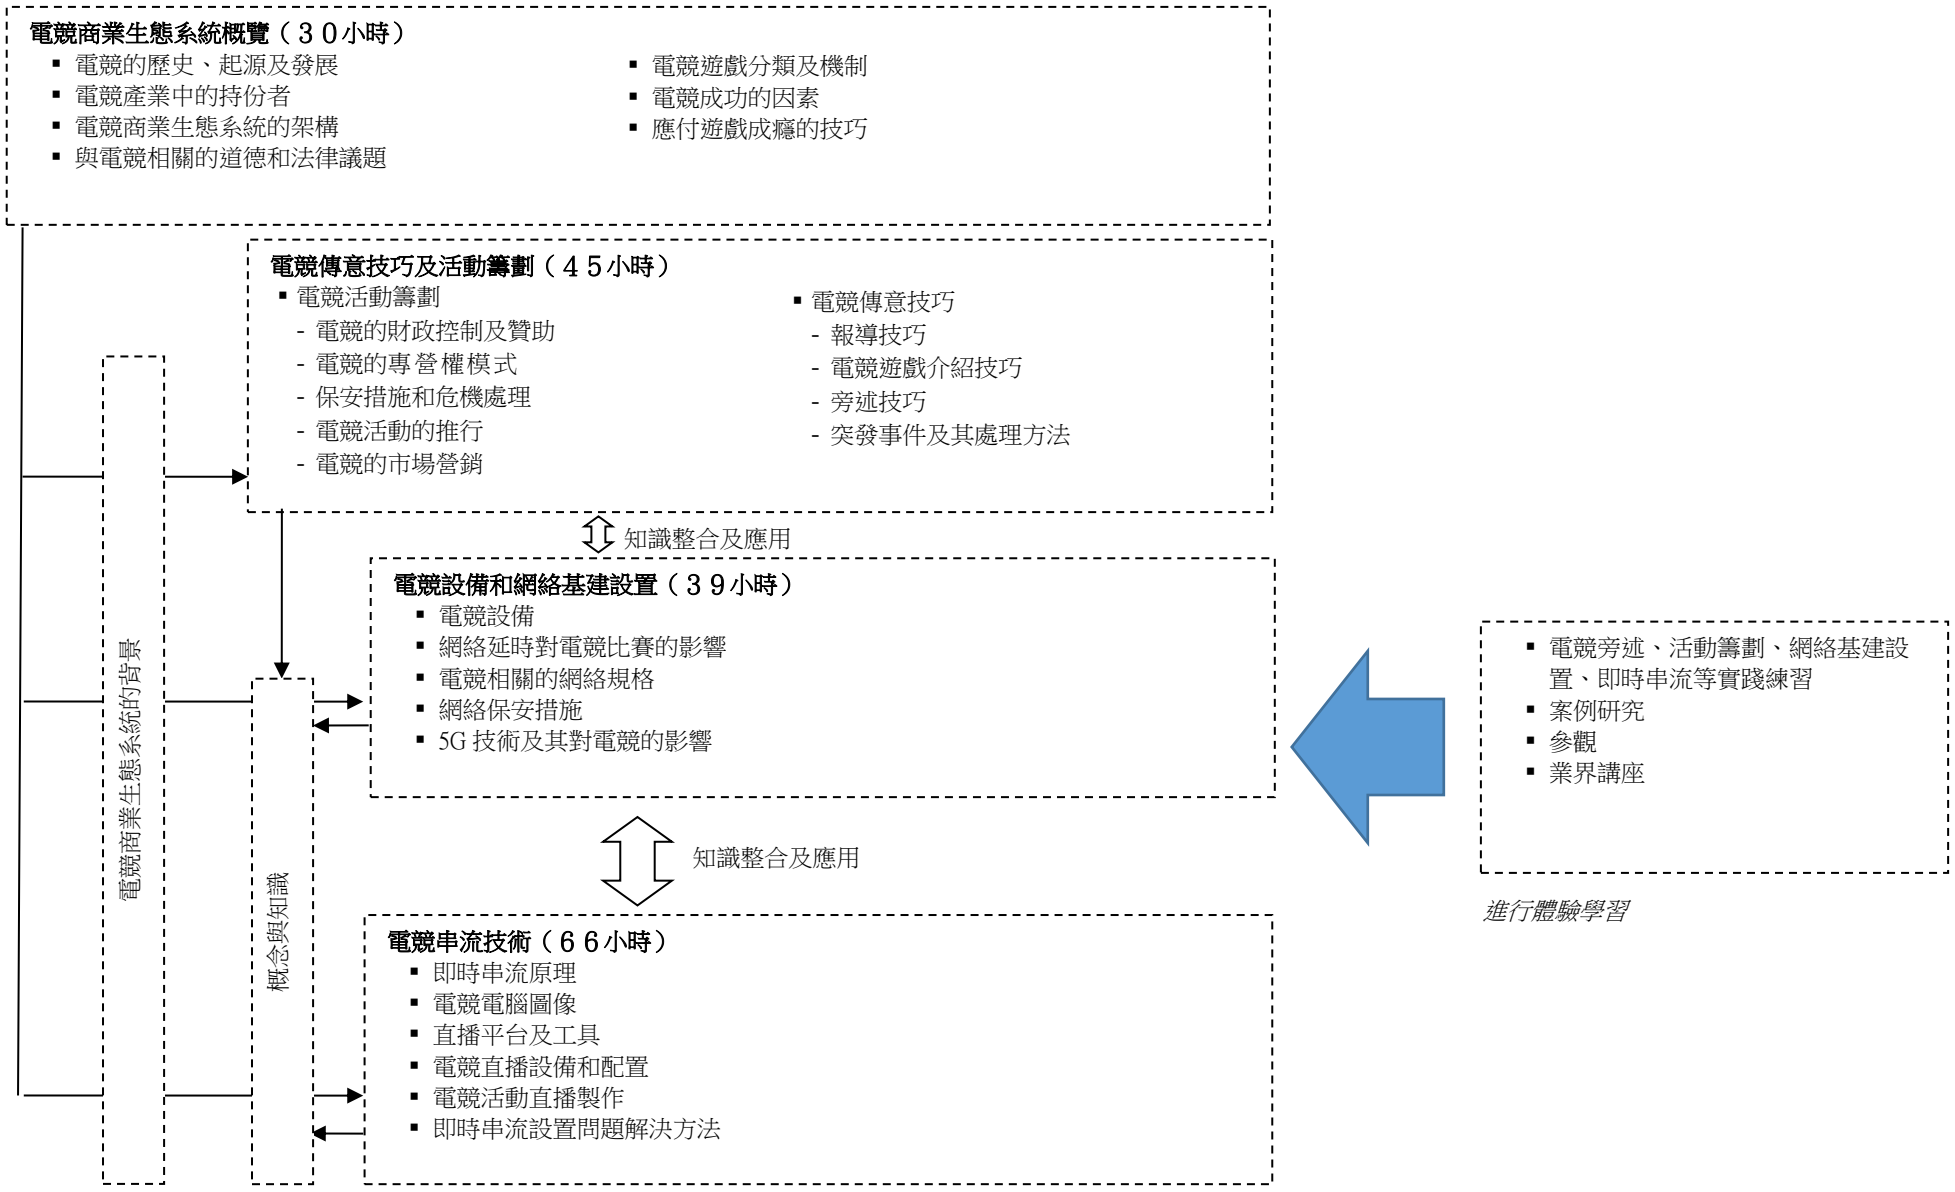 電競商業生態系統概覽（３０小時）
▪ 電競的歷史、起源及發展
▪ 電競產業中的持份者
▪ 電競商業生態系統的架構
▪ 與電競相關的道德和法律議題
▪ 電競遊戲分類及機制
▪ 電競成功的因素
▪ 應付遊戲成癮的技巧
電競傳意技巧及活動籌劃（４５小時）
▪ 電競活動籌劃
- 電競的財政控制及贊助
- 電競的專營權模式
- 保安措施和危機處理
- 電競活動的推行
- 電競的市場營銷
▪ 電競傳意技巧
- 報導技巧
- 電競遊戲介紹技巧
- 旁述技巧
- 突發事件及其處理方法
知識整合及應用
電競設備和網絡基建設置（３９小時）
▪ 電競設備
▪ 網絡延時對電競比賽的影響
▪ 電競相關的網絡規格
▪ 網絡保安措施
▪ 5G 技術及其對電競的影響
知識整合及應用
電競串流技術（６６小時）
▪ 即時串流原理
▪ 電競電腦圖像
▪ 直播平台及工具
▪ 電競直播設備和配置
▪ 電競活動直播製作
▪ 即時串流設置問題解決方法
電競商業生態系統的背景
概念與知識
▪ 電競旁述、活動籌劃、網絡基建設
置、即時串流等實踐練習
▪ 案例研究
▪ 參觀
▪ 業界講座
進行體驗學習